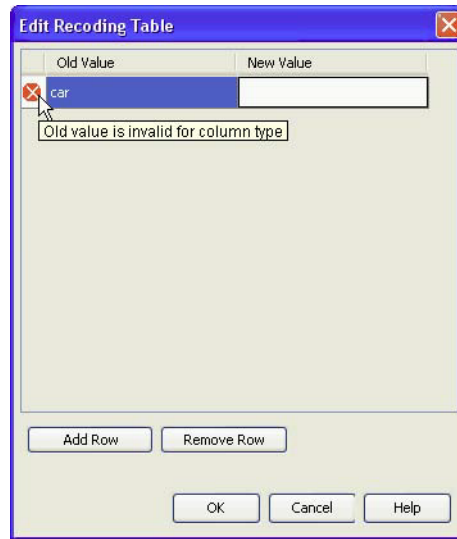 Edit Recoding Table
Old Value New Value
car
Old value is invalid for column type
Add Row Remove Row
OK Cancel Help